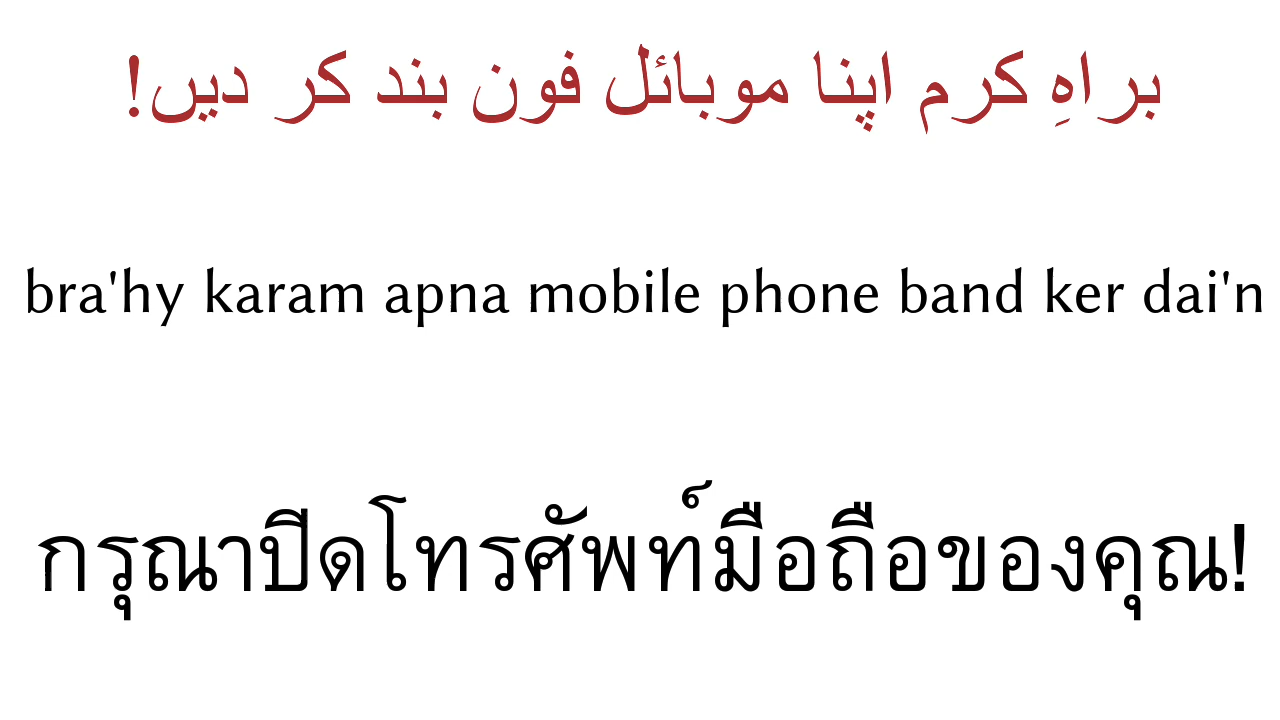 براہِ کرم اپنا موبائل فون بند کر دیں!
bra'hy karam apna mobile phone band ker dai'n
กรุณาปิดโทรศัพท์มือถือของคุณ!